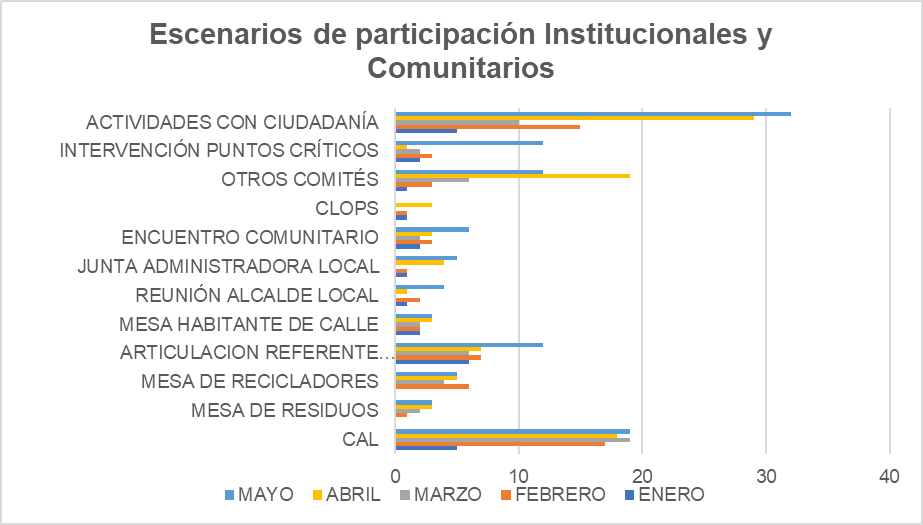 Escenarios de participación Institucionales y
Comunitarios
ACTIVIDADES CON CIUDADANÍA
INTERVENCIÓN PUNTOS CRÍTICOS
OTROS COMITÉS
CLOPS
ENCUENTRO COMUNITARIO
JUNTA ADMINISTRADORA LOCAL
REUNIÓN ALCALDE LOCAL
MESA HABITANTE DE CALLE
ARTICULACION REFERENTE …
MESA DE RECICLADORES
MESA DE RESIDUOS
CAL
0 10 20 30 40
MAYO ABRIL MARZO FEBRERO ENERO